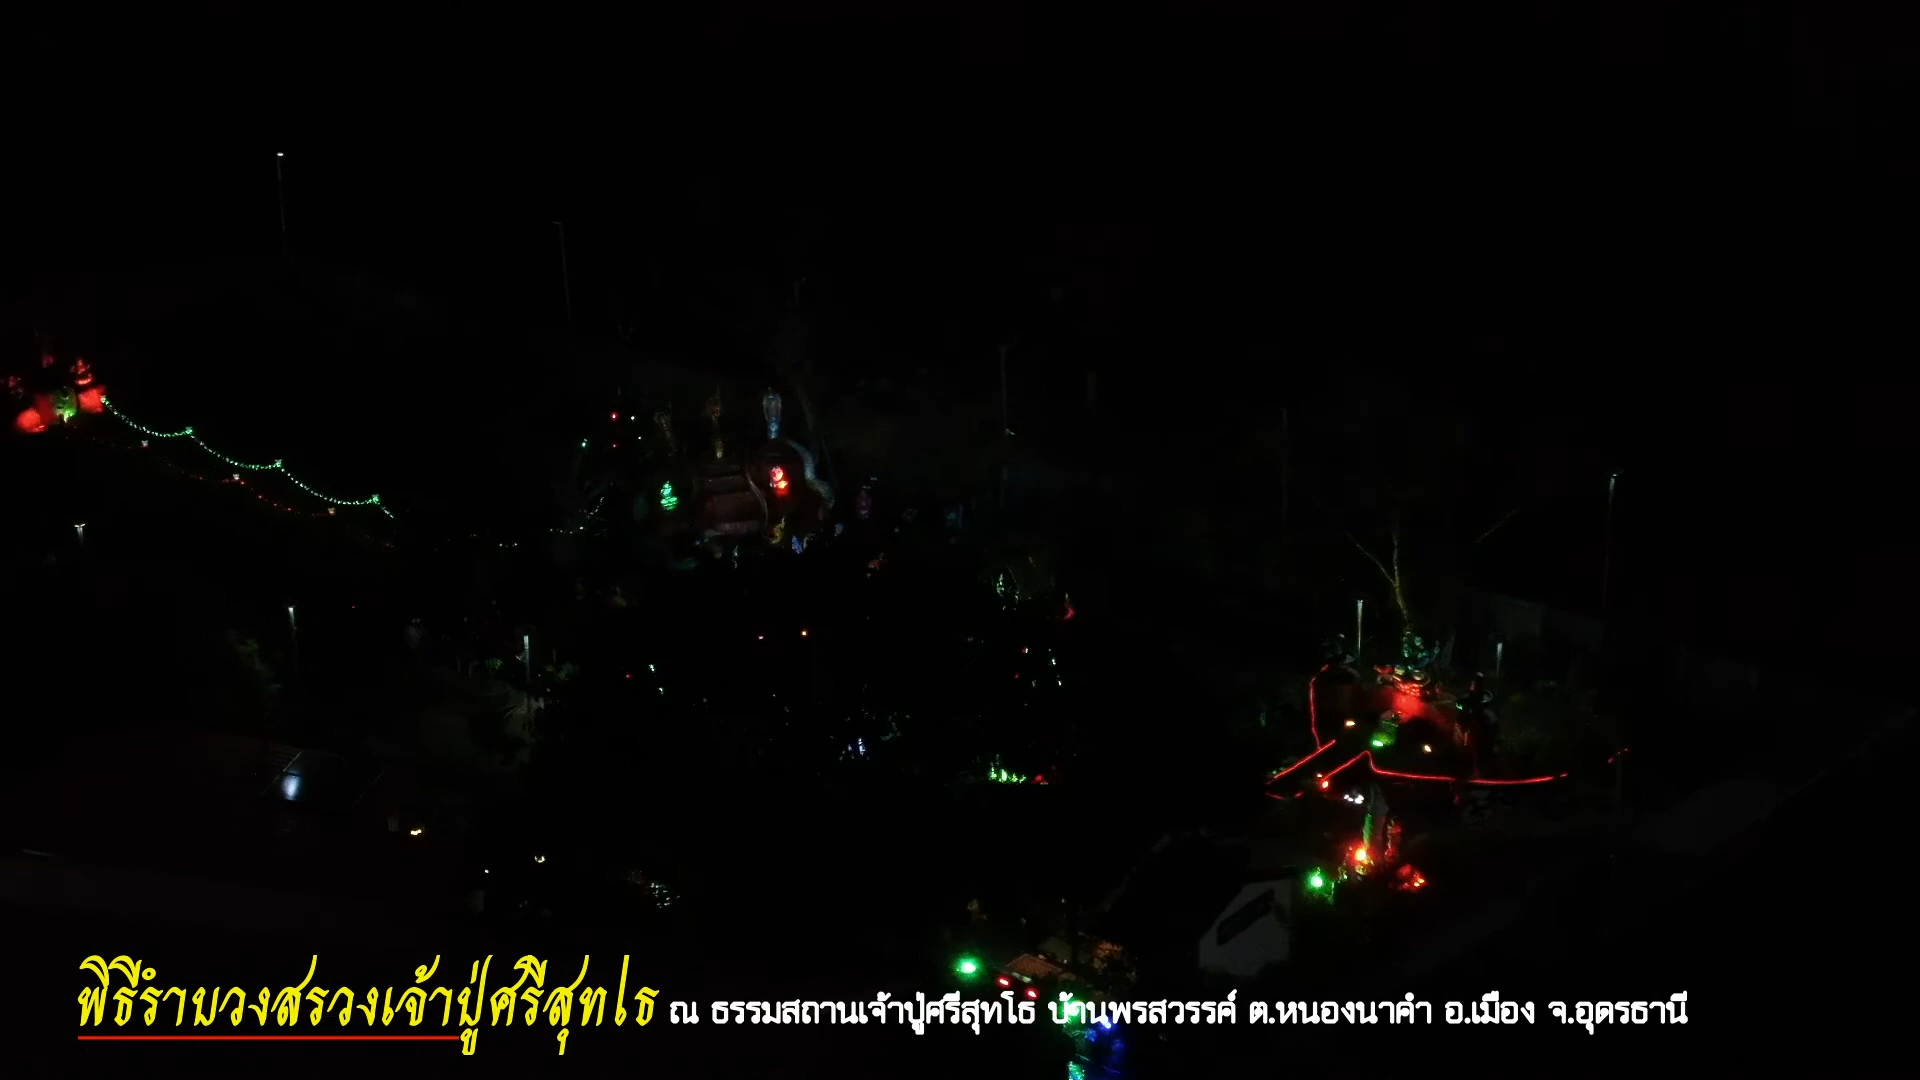 พิธีรำบวงสรวงเจ้าปู่ศรีสุทโธ ณ ธรรมสถานเจ้าปู่ศรีสุทโธ บ้านพรสวรรค์ ต.หนองนาคำ อ.เมือง จ.อุดรธานี